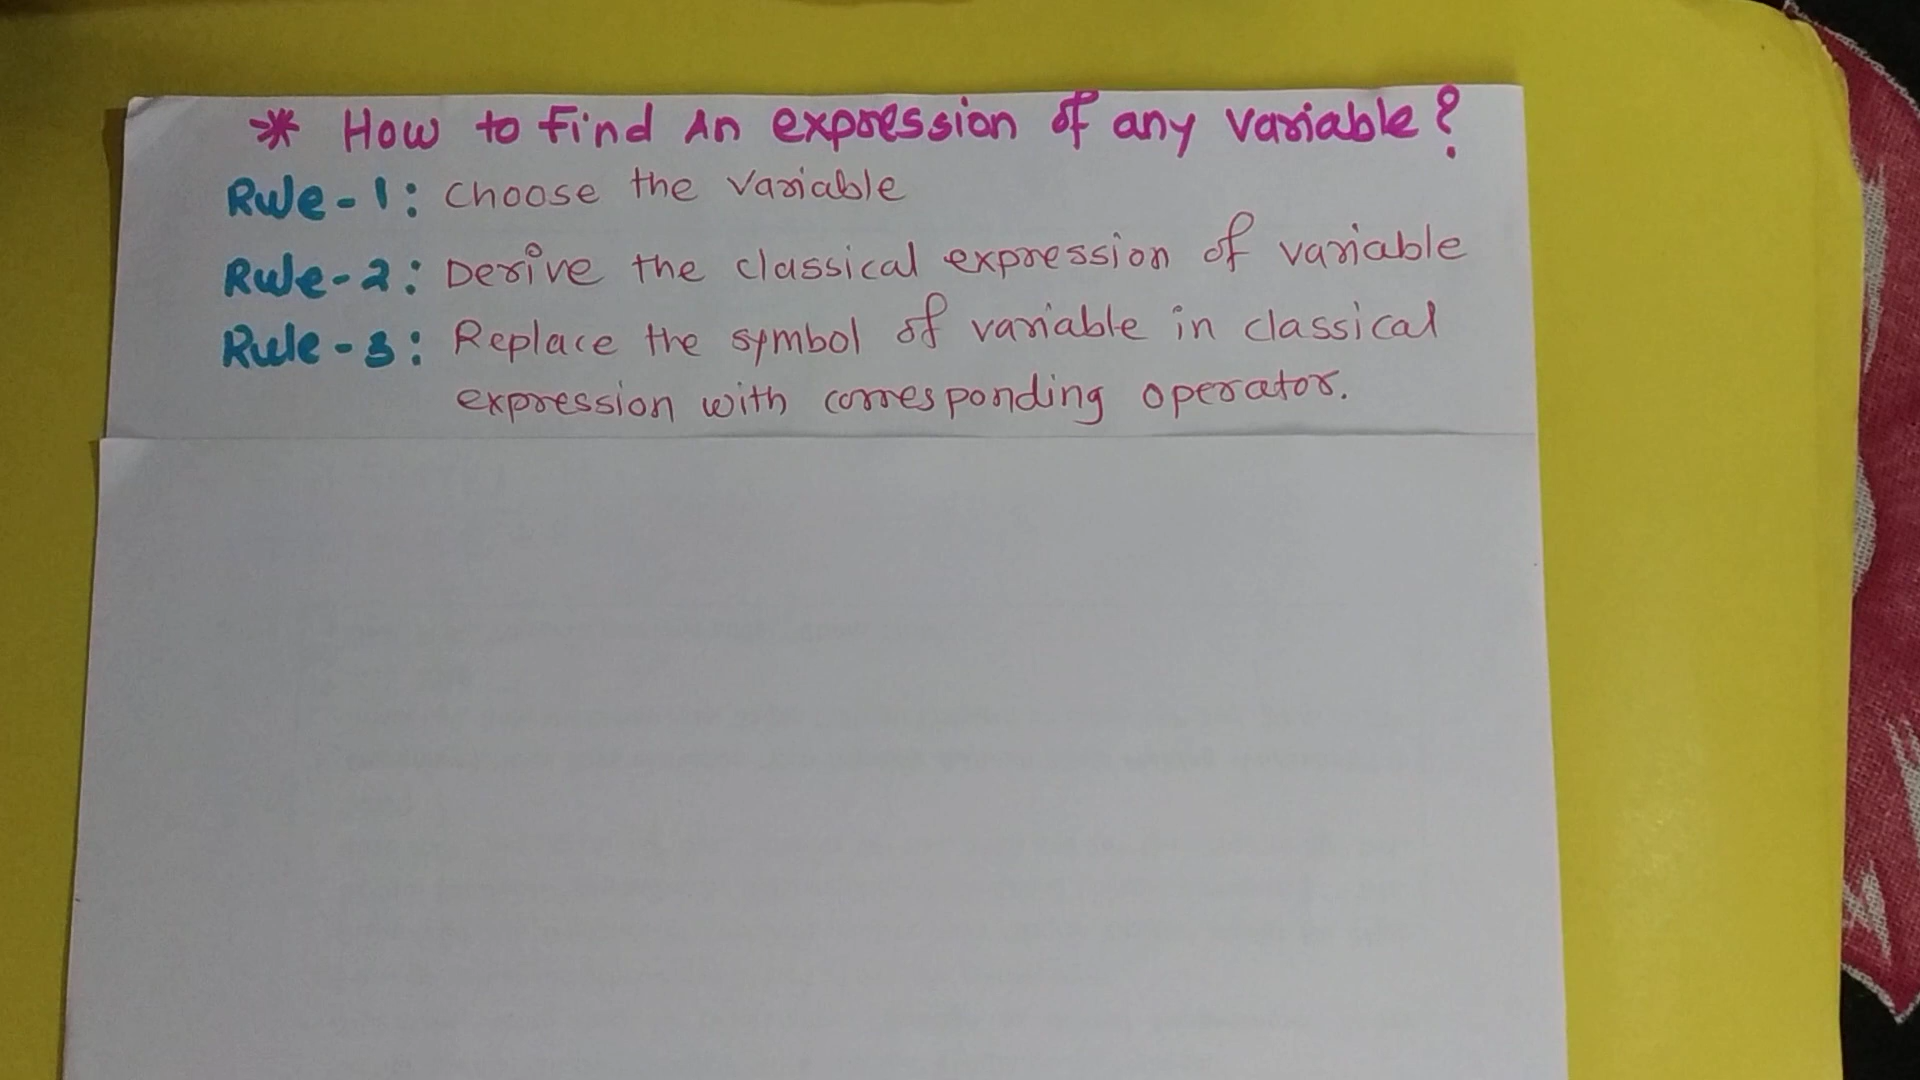 * How to Find An expression of any variable?
Rule-1: Choose the variable
Rule-2: Derive the classical expression of variable
Rule-3: Replace the symbol of variable in classical
expression with corresponding operator.